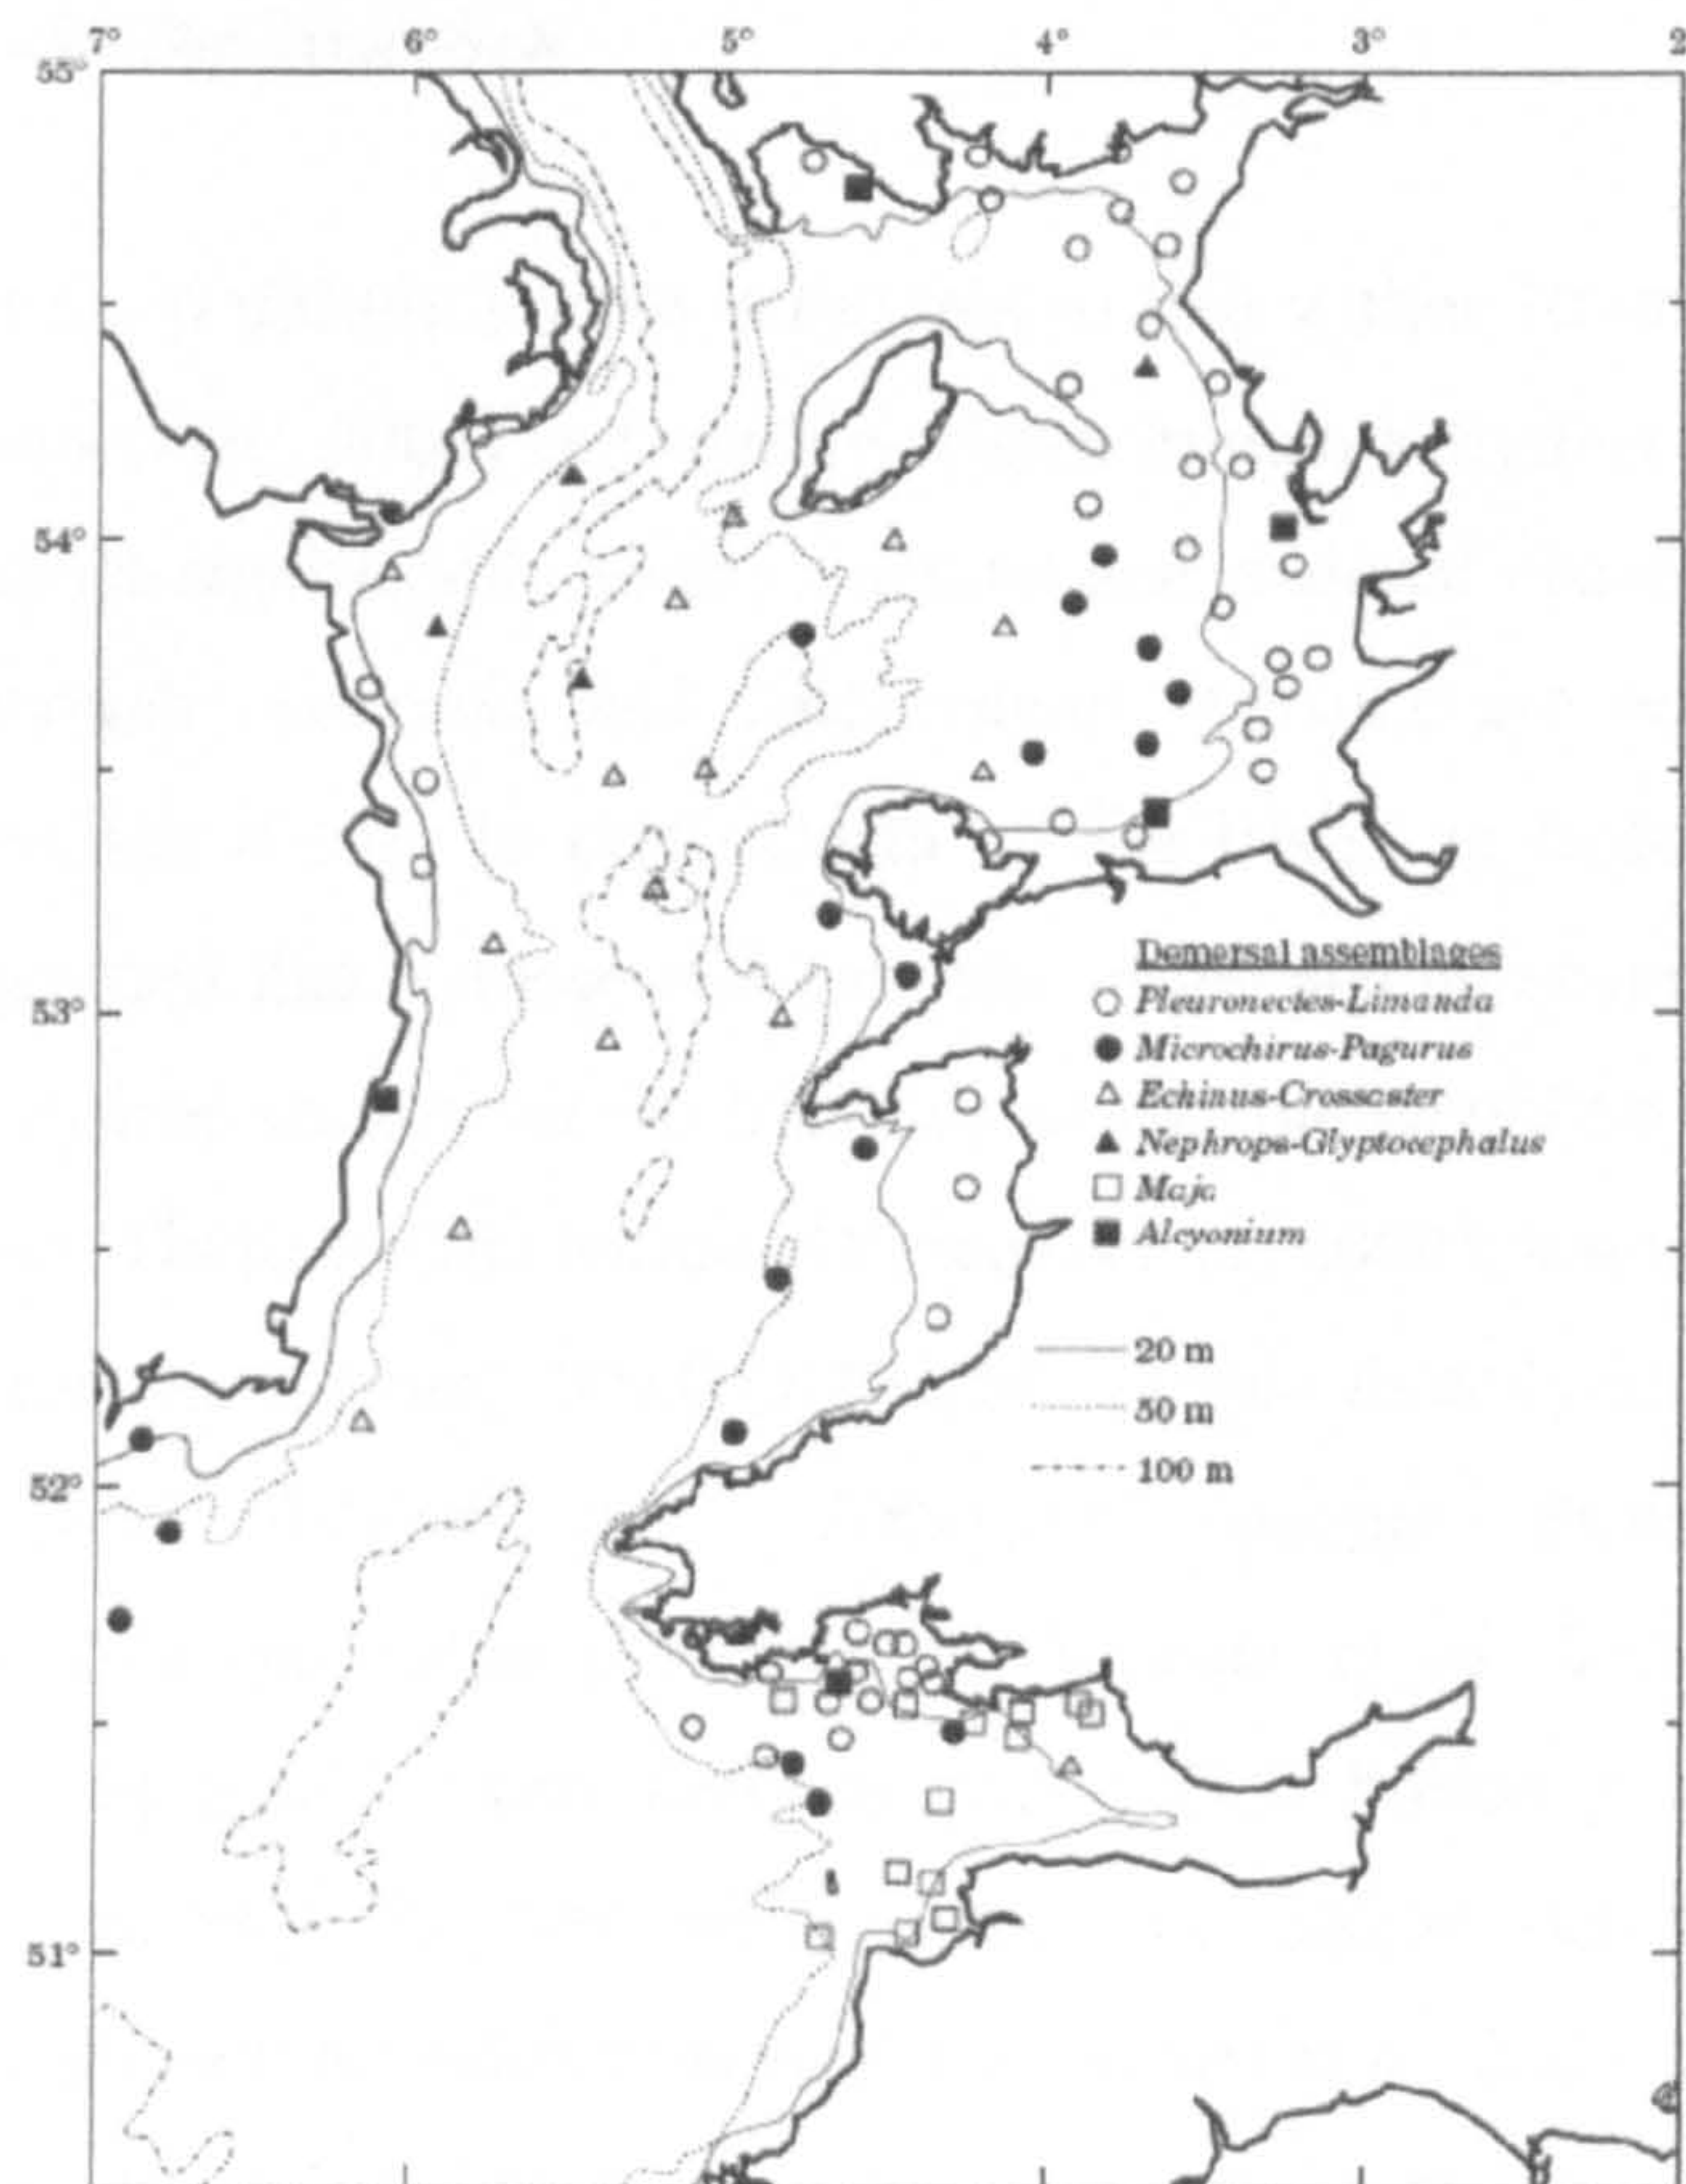 7° 6° 5° 4° 3° 2
55°
54°
53°
52°
51°
Demersal assemblages
Pleuronectes-Limanda
Microchirus-Pagurus
Echinus-Crossaster
Nephrops-Glyptocephalus
Maja
Alcyonium
20 m
50 m
100 m